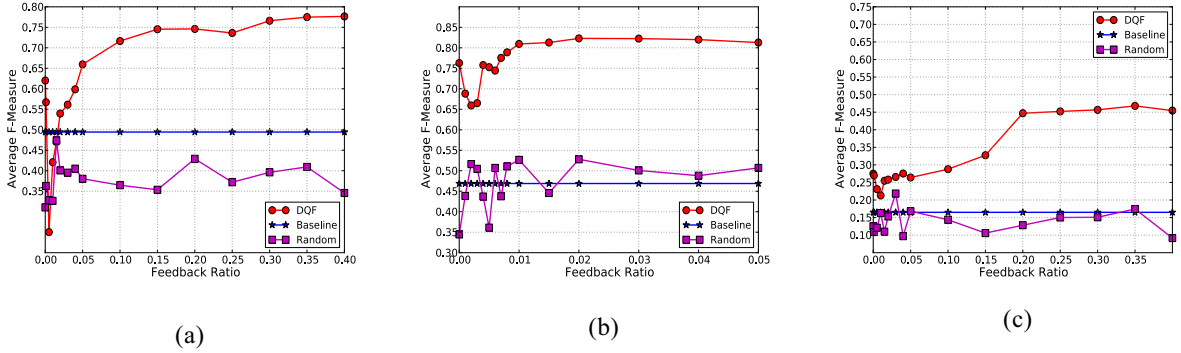 0.80
0.75
0.70
0.65
0.60
0.55
0.50
0.45
0.40
0.35
Average F-Measure
DQF
Baseline
Random
0.00 0.05 0.10 0.15 0.20 0.25 0.30 0.35 0.40
Feedback Ratio
(a)
0.90
0.85
0.80
0.75
0.70
0.65
0.60
0.55
0.50
0.45
0.40
0.35
0.30
Average F-Measure
DQF
Baseline
Random
0.00 0.01 0.02 0.03 0.04 0.05
Feedback Ratio
(b)
0.75
0.70
0.65
0.60
0.55
0.50
0.45
0.40
0.35
0.30
0.25
0.20
0.15
0.10
Average F-Measure
DQF
Baseline
Random
0.00 0.05 0.10 0.15 0.20 0.25 0.30 0.35
Feedback Ratio
(c)